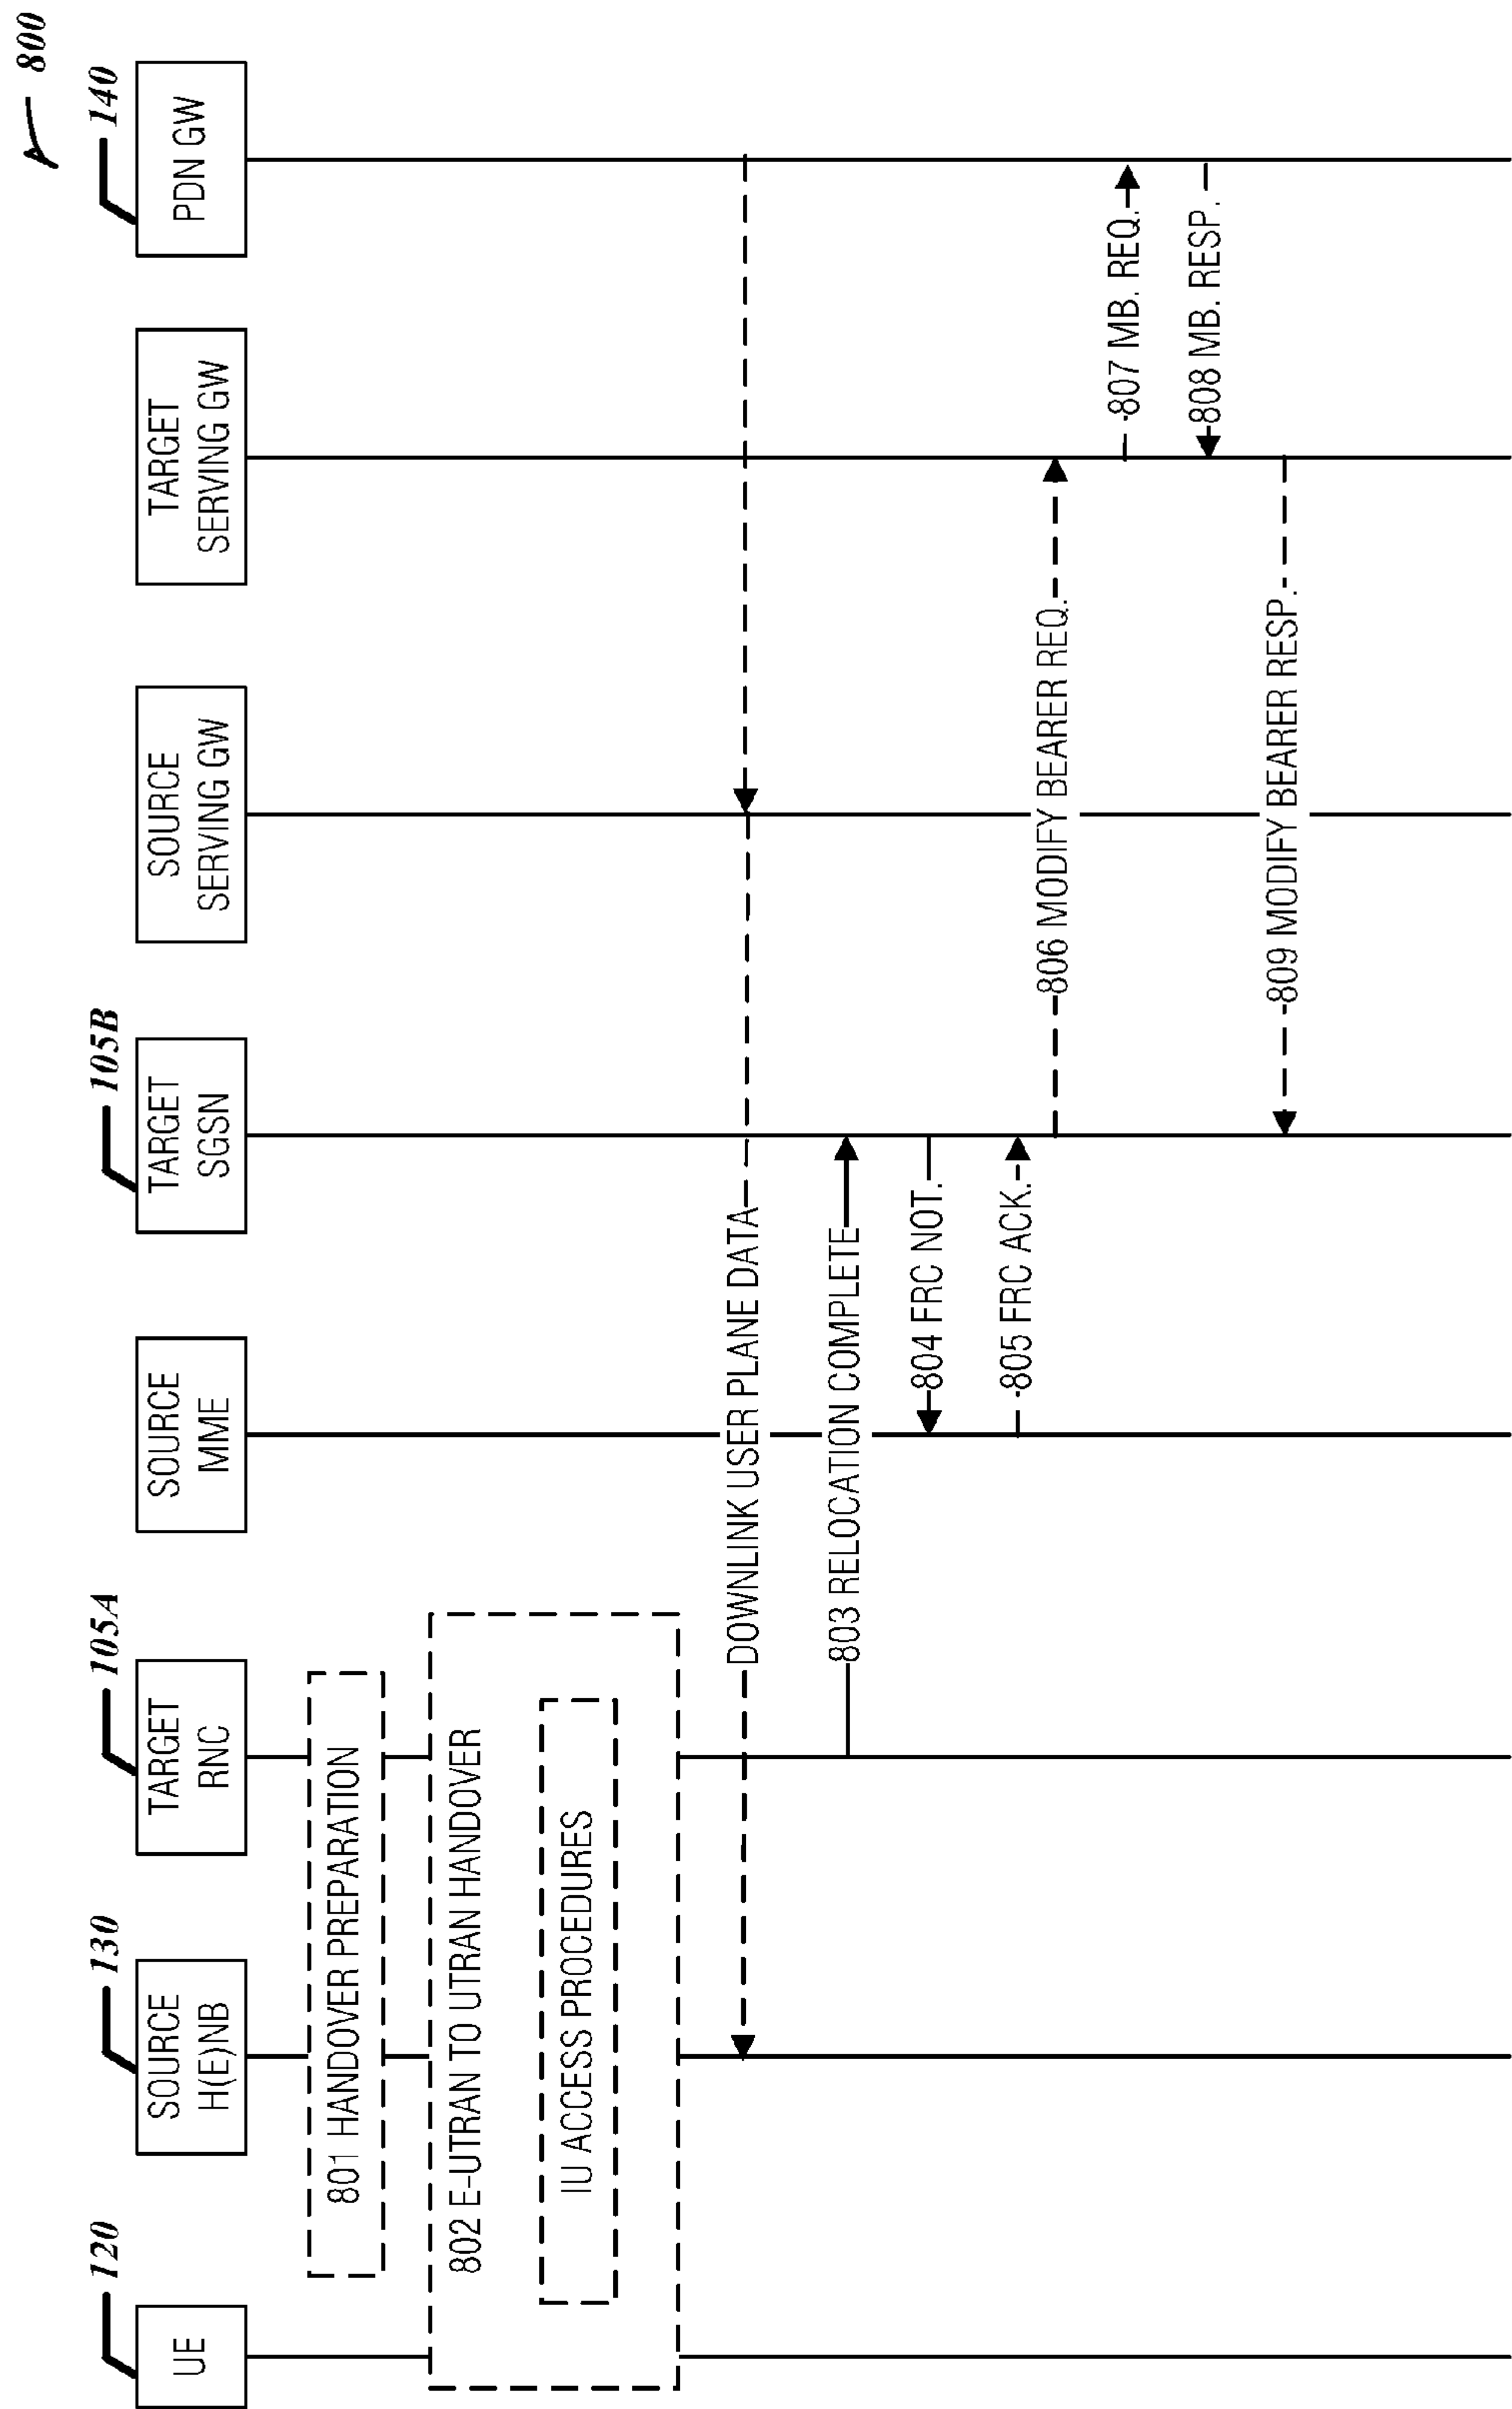 800
120
130
105A
105B
140
UE
SOURCE
H(E)NB
TARGET
RNC
SOURCE
MME
TARGET
SGSN
SOURCE
SERVING GW
TARGET
SERVING GW
PDN GW
801 HANDOVER PREPARATION
802 E-UTRAN TO UTRAN HANDOVER
IU ACCESS PROCEDURES
DOWNLINK USER PLANE DATA
803 RELOCATION COMPLETE
804 FRC NOT.
805 FRC ACK.
806 MODIFY BEARER REQ.
807 MB. REQ.
808 MB. RESP.
809 MODIFY BEARER RESP.